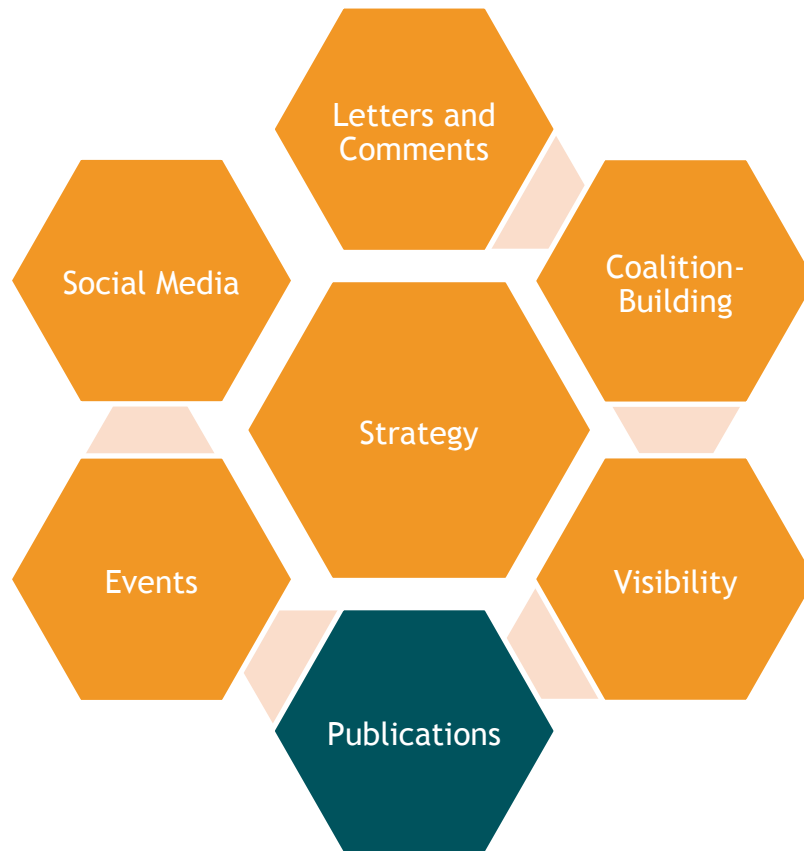 Letters and
Comments
Social Media
Coalition-
Building
Strategy
Events
Visibility
Publications